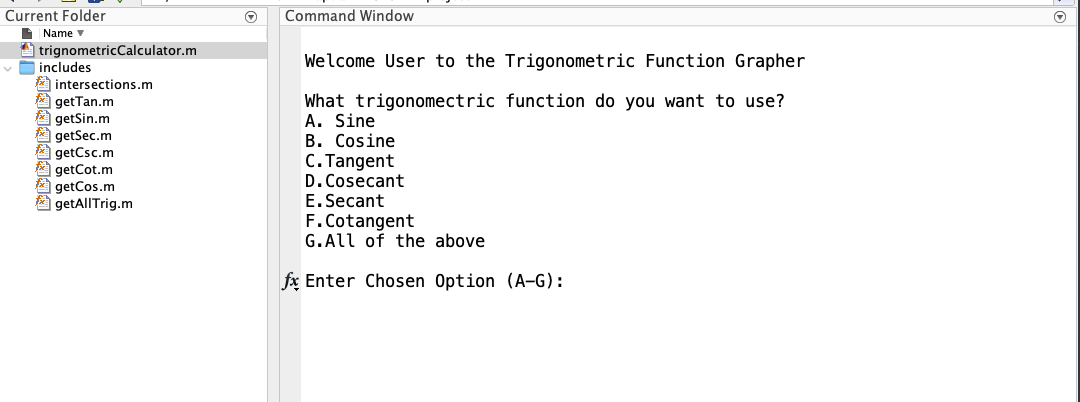 Current Folder
Name
trignometricCalculator.m
includes
intersections.m
getTan.m
getSin.m
getSec.m
getCsc.m
getCot.m
getCos.m
getAllTrig.m
Command Window
Welcome User to the Trigonometric Function Grapher
What trigonomectric function do you want to use?
A. Sine
B. Cosine
C.Tangent
D.Cosecant
E.Secant
F.Cotangent
G.All of the above
fx Enter Chosen Option (A-G):